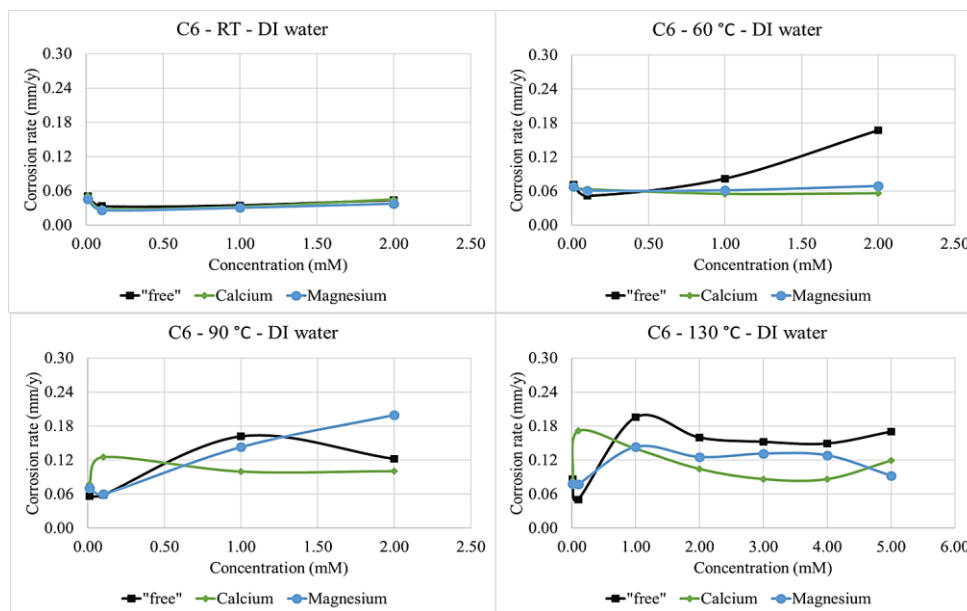 C6 - RT - DI water
Corrosion rate (mm/y)
0.30
0.24
0.18
0.12
0.06
0.00
0.00 0.50 1.00 1.50 2.00 2.50
Concentration (mM)
"free" Calcium Magnesium
C6 - 60 °C - DI water
Corrosion rate (mm/y)
0.30
0.24
0.18
0.12
0.06
0.00
0.00 0.50 1.00 1.50 2.00 2.50
Concentration (mM)
"free" Calcium Magnesium
C6 - 90 °C - DI water
Corrosion rate (mm/y)
0.30
0.24
0.18
0.12
0.06
0.00
0.00 0.50 1.00 1.50 2.00 2.50
Concentration (mM)
"free" Calcium Magnesium
C6 - 130 °C - DI water
Corrosion rate (mm/y)
0.30
0.24
0.18
0.12
0.06
0.00
0.00 1.00 2.00 3.00 4.00 5.00 6.00
Concentration (mM)
"free" Calcium Magnesium